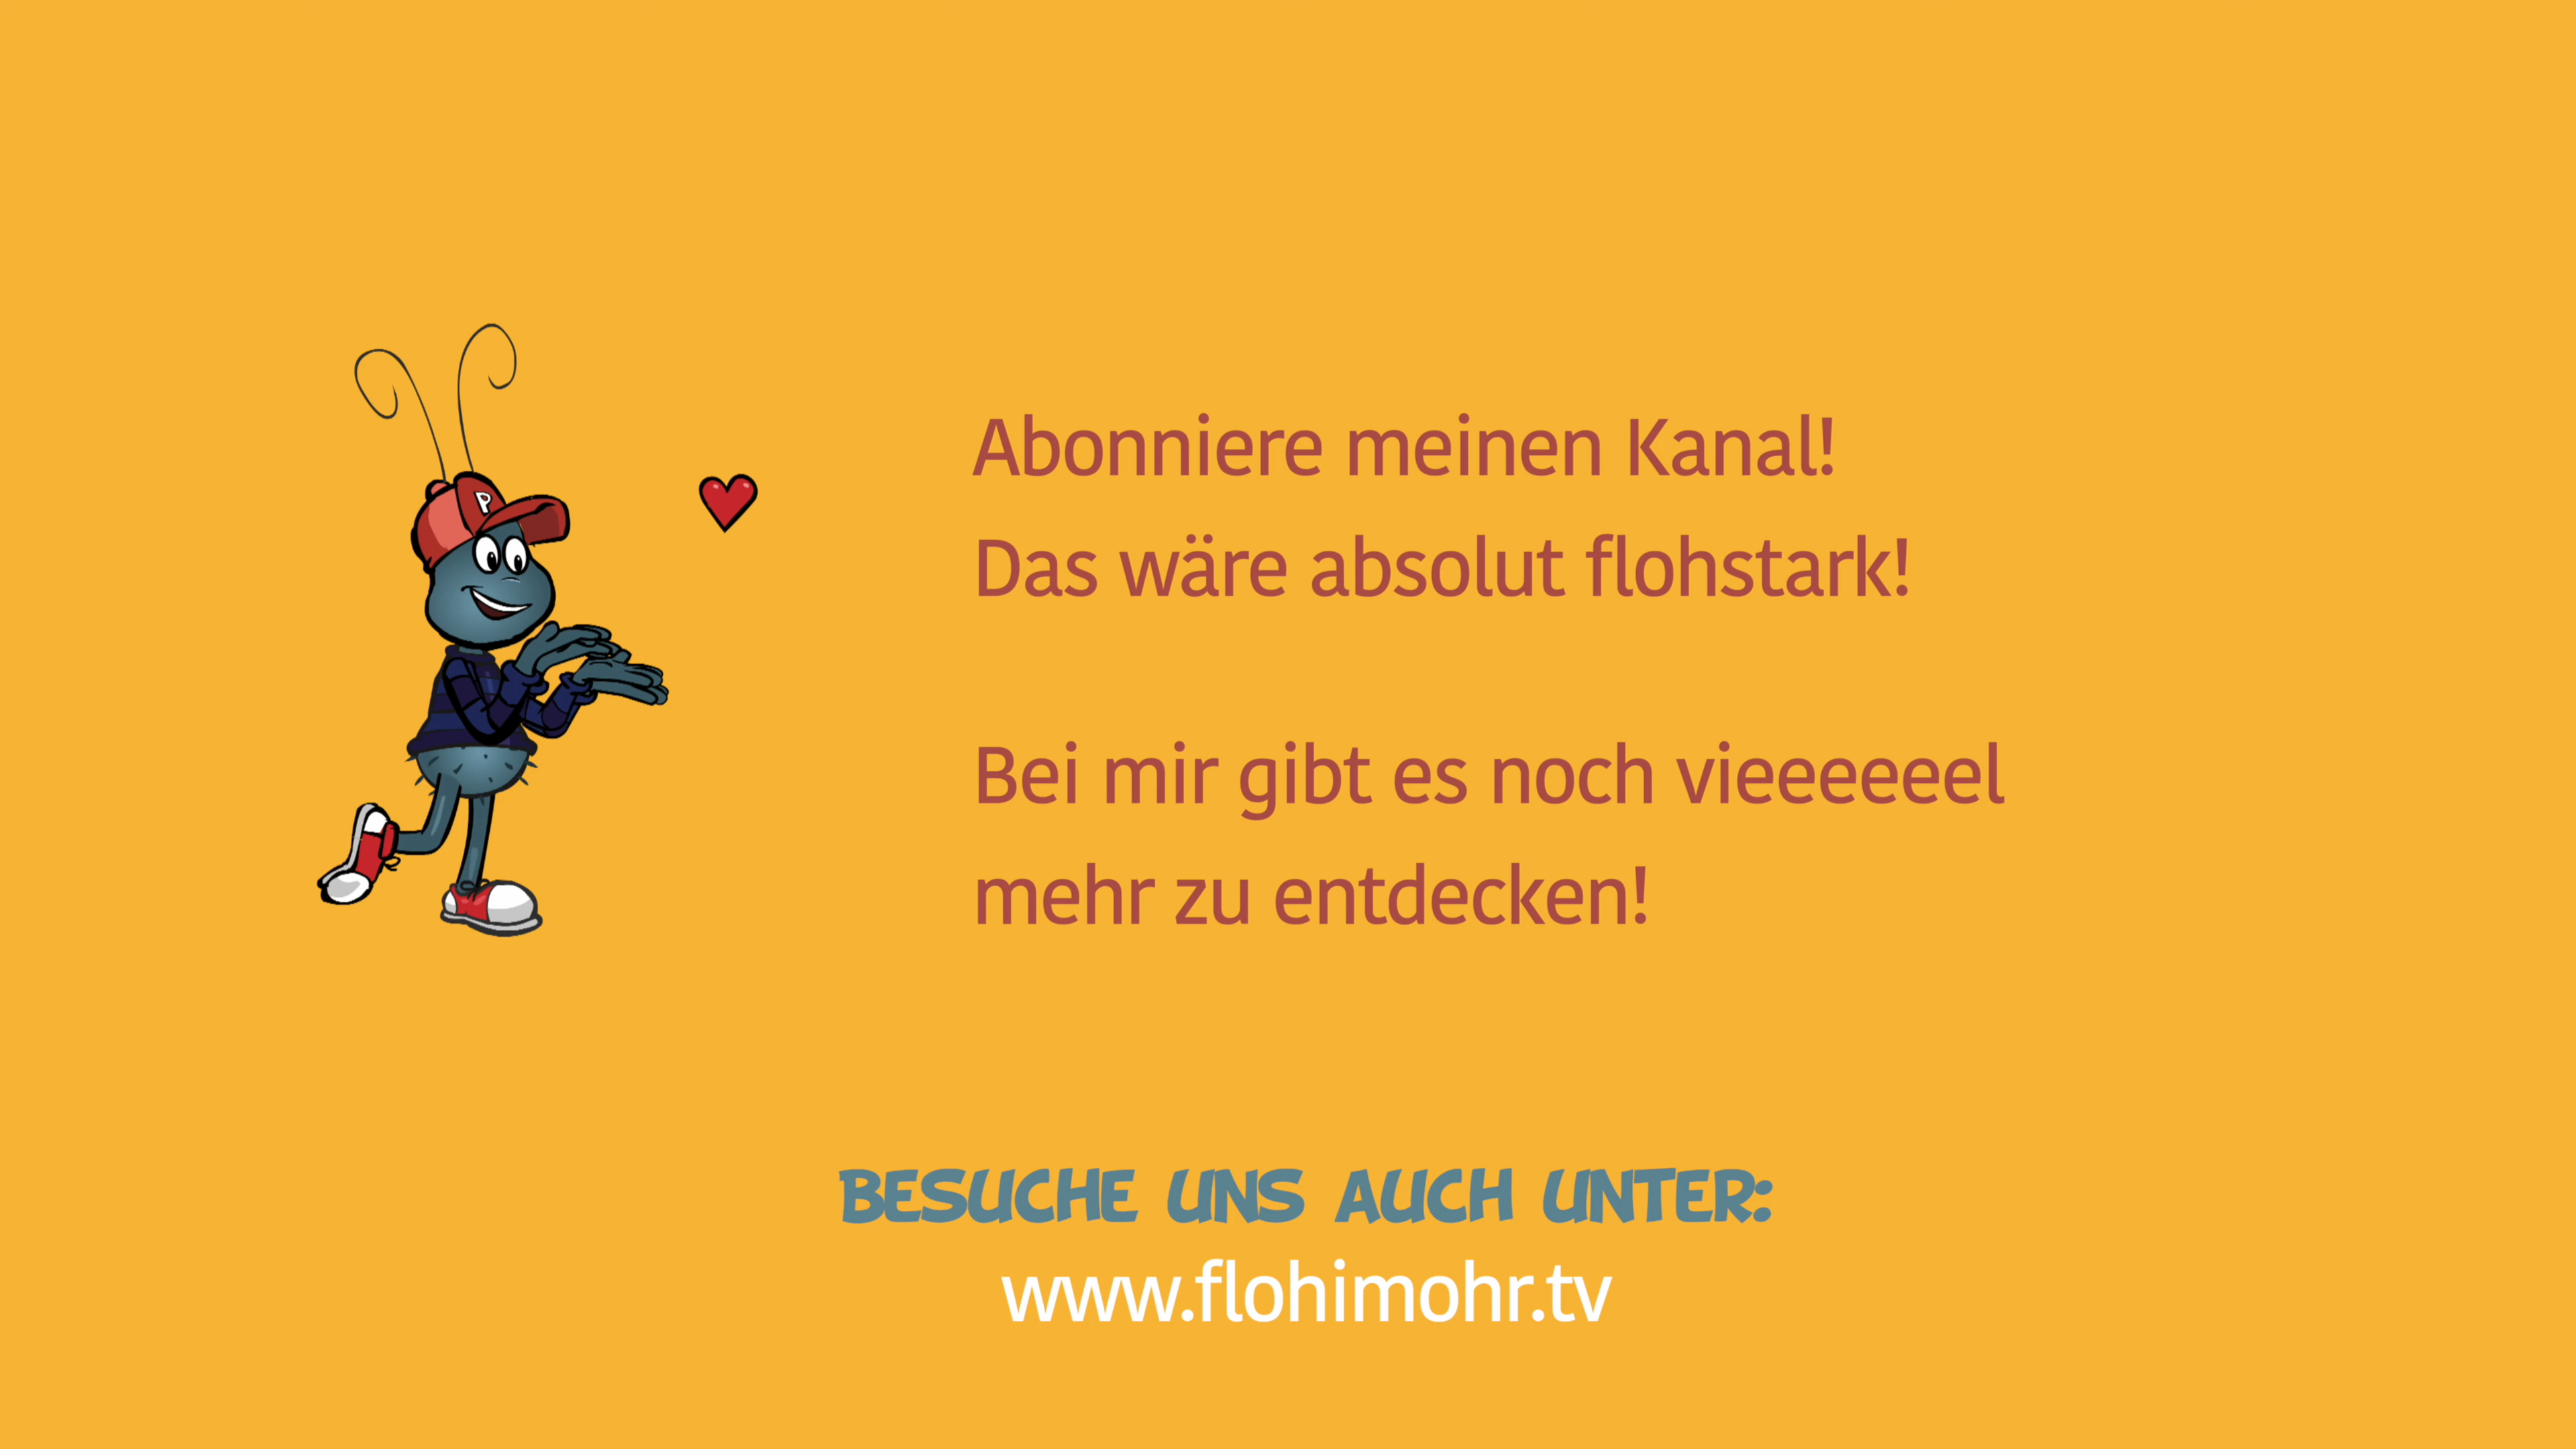 P
Abonniere meinen Kanal!
Das wäre absolut flohstark!
Bei mir gibt es noch vieeeeeeel
mehr zu entdecken!
BESUCHE UNS AUCH UNTER:
www.flohimohr.tv